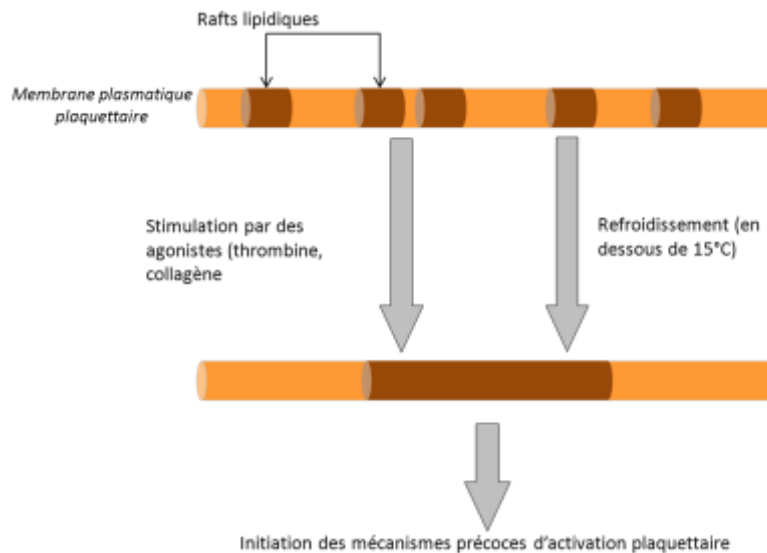 Rafts lipidiques
Membrane plasmatique
plaquettaire
Stimulation par des
agonistes (thrombine,
collagène
Refroidissement (en
dessous de 15°C)
Initiation des mécanismes précoces d'activation plaquettaire